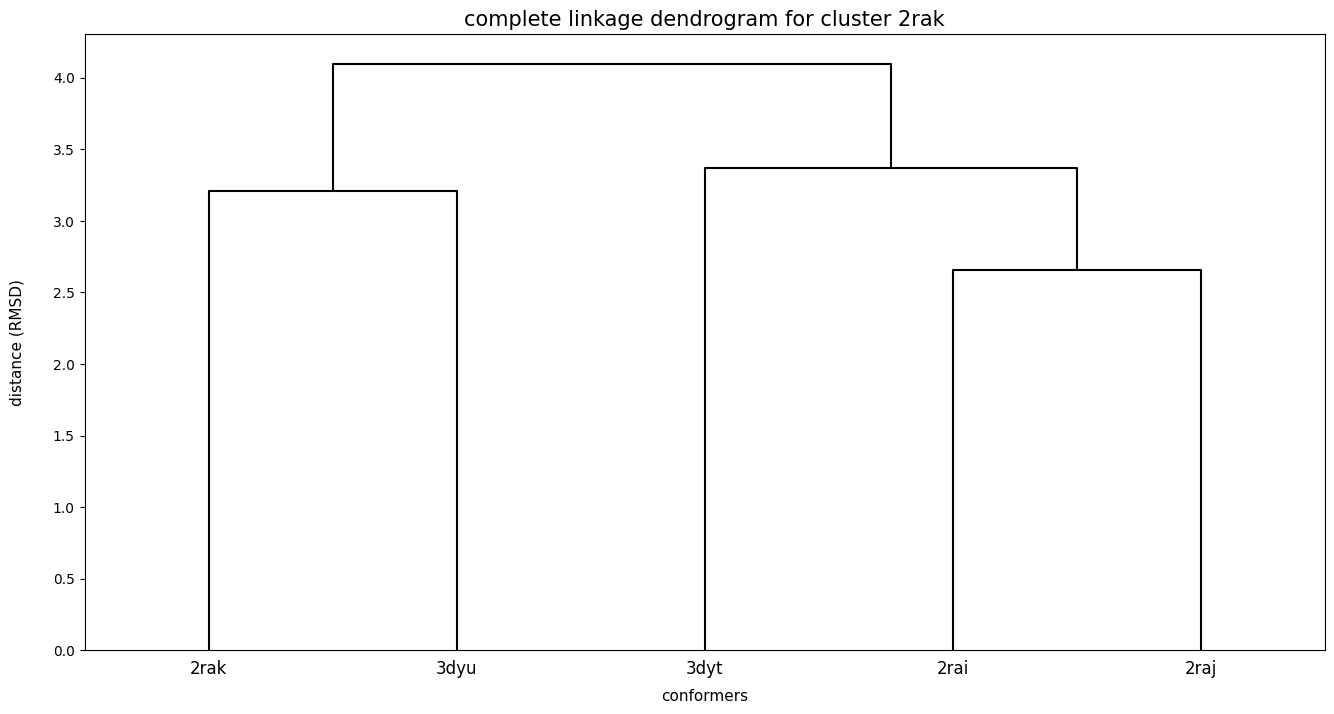 complete linkage dendrogram for cluster 2rak
4.0
3.5
3.0
2.5
2.0
1.5
1.0
0.5
0.0
distance (RMSD)
2rak 3dyu 3dyt 2rai 2raj
conformers